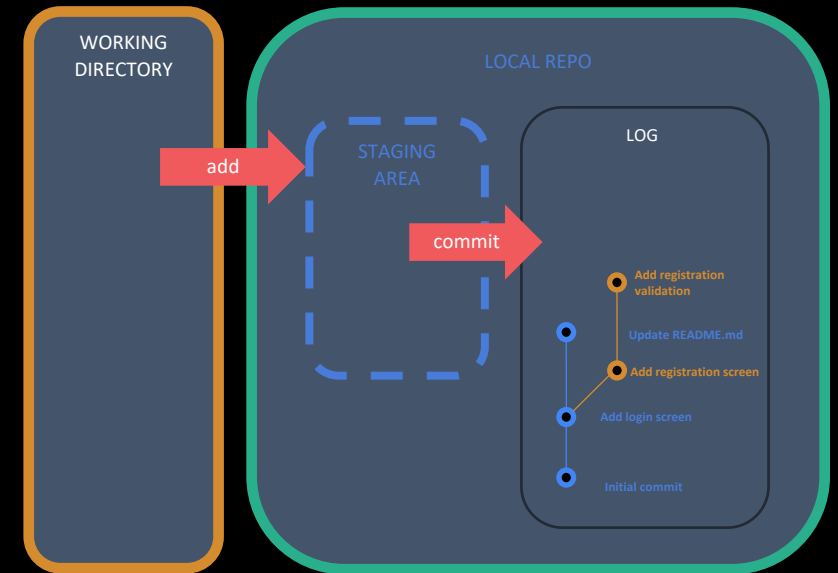 WORKING
DIRECTORY
LOCAL REPO
add
STAGING
AREA
commit
LOG
Add registration
validation
Update README.md
Add registration screen
Add login screen
Initial commit